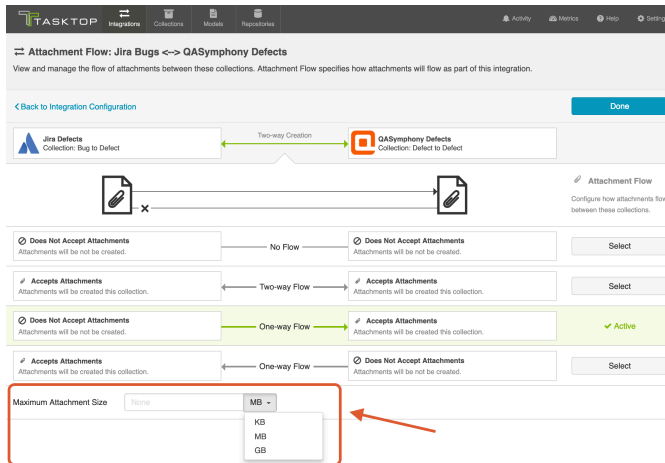 TASKTOP
Integrations
Collections
Models
Repositories
Activity
Metrics
Help
Setting
Attachment Flow: Jira Bugs <--> QASymphony Defects
View and manage the flow of attachments between these collections. Attachment Flow specifies how attachments will flow as part of this integration.
Back to Integration Configuration
Done
Jira Defects
Collection: Bug to Defect
Two-way Creation
QASymphony Defects
Collection: Defect to Defect
Attachment Flow
Configure how attachments flow
between these collections.
Does Not Accept Attachments
Attachments will be not be created.
No Flow
Does Not Accept Attachments
Attachments will be not be created.
Select
Accepts Attachments
Attachments will be created this collection.
Two-way Flow
Accepts Attachments
Attachments will be created this collection.
Select
Does Not Accept Attachments
Attachments will be not be created.
One-way Flow
Accepts Attachments
Attachments will be created this collection.
Active
Accepts Attachments
Attachments will be created this collection.
One-way Flow
Does Not Accept Attachments
Attachments will be not be created.
Select
Maximum Attachment Size
None
MB
KB
MB
GB